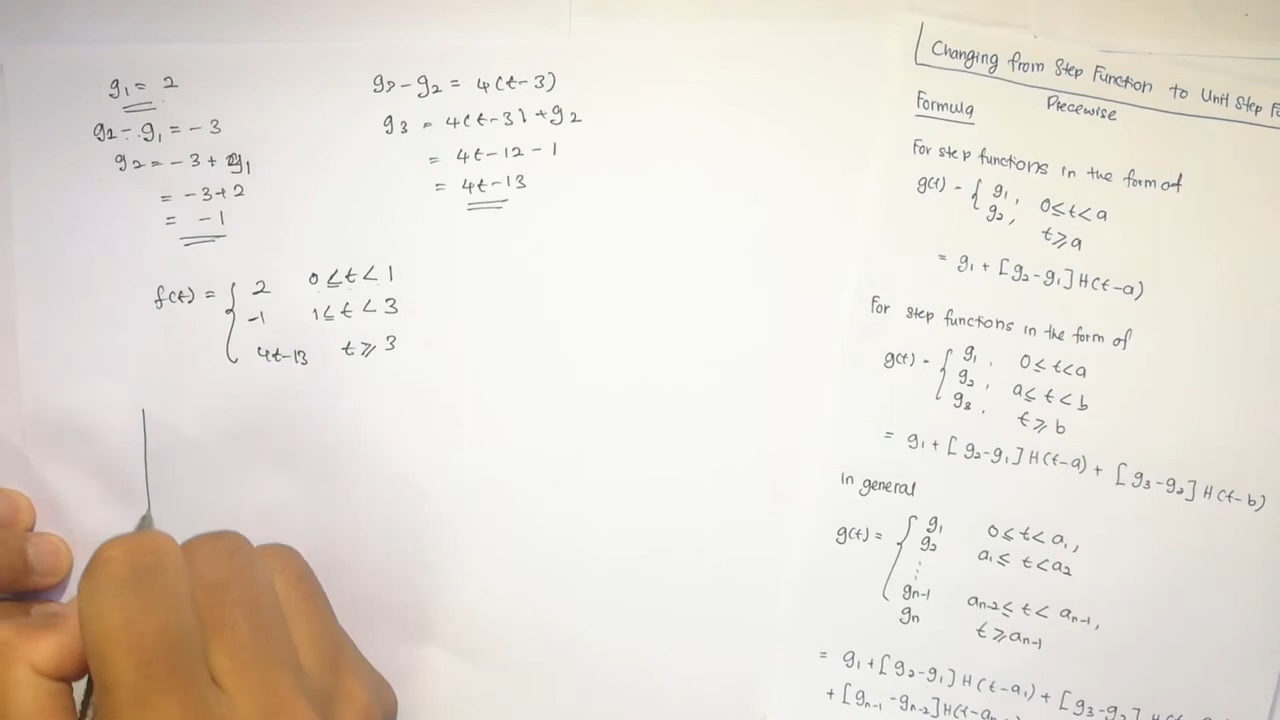 g₁ = 2
g₂ - g₁ = -3
g₂ = -3 + g₁
= -3+2
= -1
g₃ - g₂ = 4(t-3)
g₃ = 4(t-3) + g₂
= 4t-12-1
= 4t-13
f(t) = { 2 0 ≤ t < 1
-1 1 ≤ t < 3
4t-13 t ≥ 3
Changing from Step Function to Unit Step
Piecewise
Formula
For step functions in the form of
g(t) = { g₁, 0≤t<a
g₂, t≥a
= g₁ + [g₂-g₁]H(t-a)
For step functions in the form of
g(t) = { g₁, 0≤t<a
g₂, a≤t<b
g₃, t≥b
= g₁+[g₂-g₁]H(t-a) + [g₃-g₂]H(t-b)
In general
g(t) = { g₁ 0≤t<a₁,
g₂ a₁≤t<a₂
⋮
gn-1 an-2≤t<an-1,
gn t≥an-1
= g₁+[g₂-g₁]H(t-a₁) + [g₃-g₂]
+[gn-1-gn-2]H(t-an